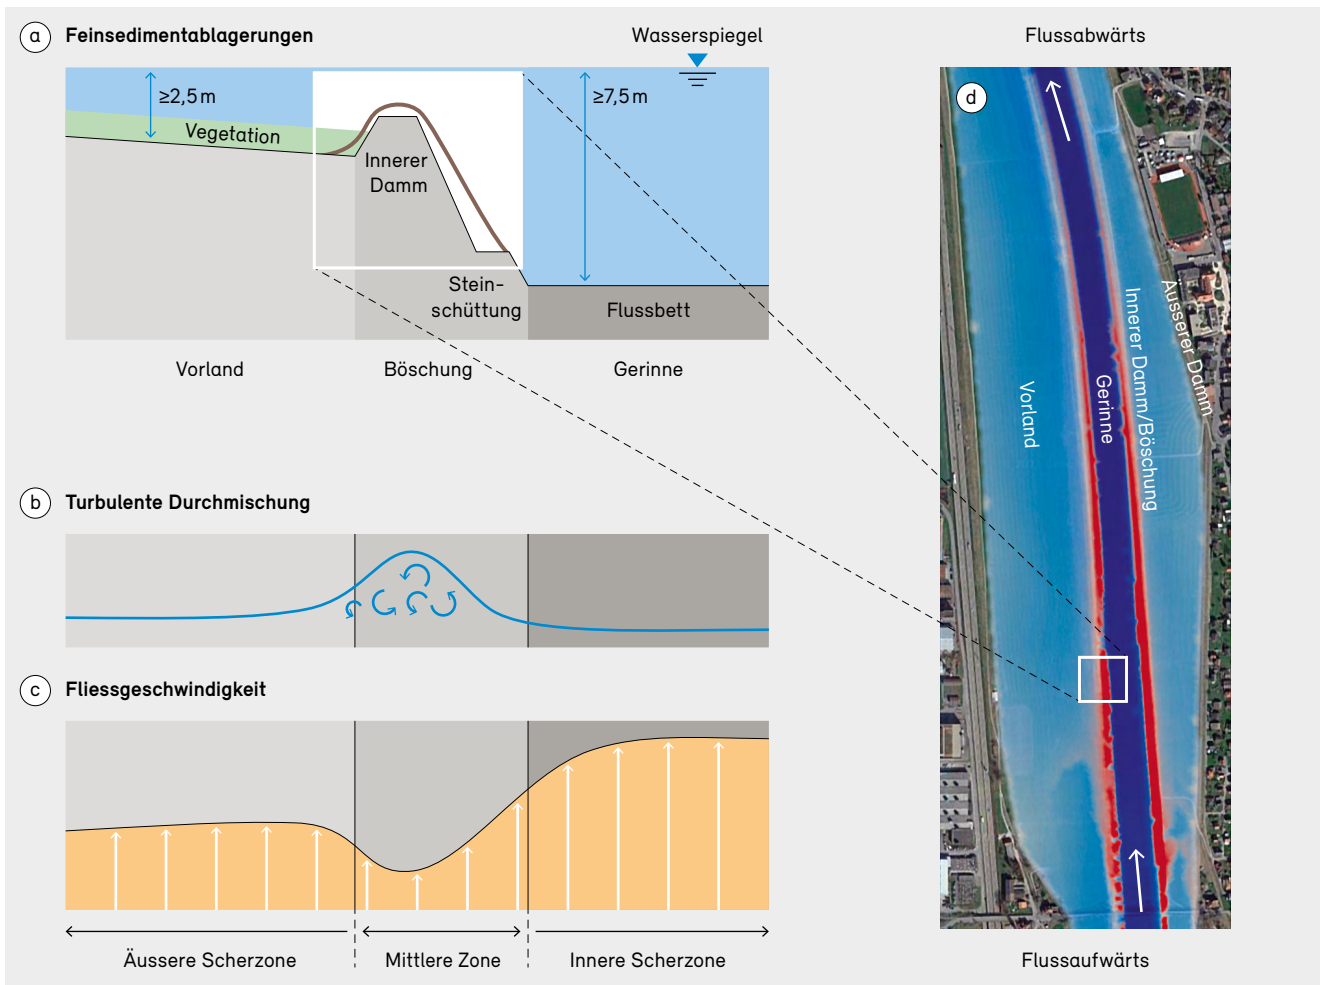 a Feinsedimentablagerungen
Wasserspiegel
≥2,5 m
≥7,5 m
Vegetation
Innerer
Damm
Stein-
schüttung
Flussbett
Vorland
Böschung
Gerinne
b Turbulente Durchmischung
c Fliessgeschwindigkeit
Äussere Scherzone
Mittlere Zone
Innere Scherzone
Flussabwärts
d
Äusserer Damm
Innerer Damm/Böschung
Gerinne
Vorland
Flussaufwärts